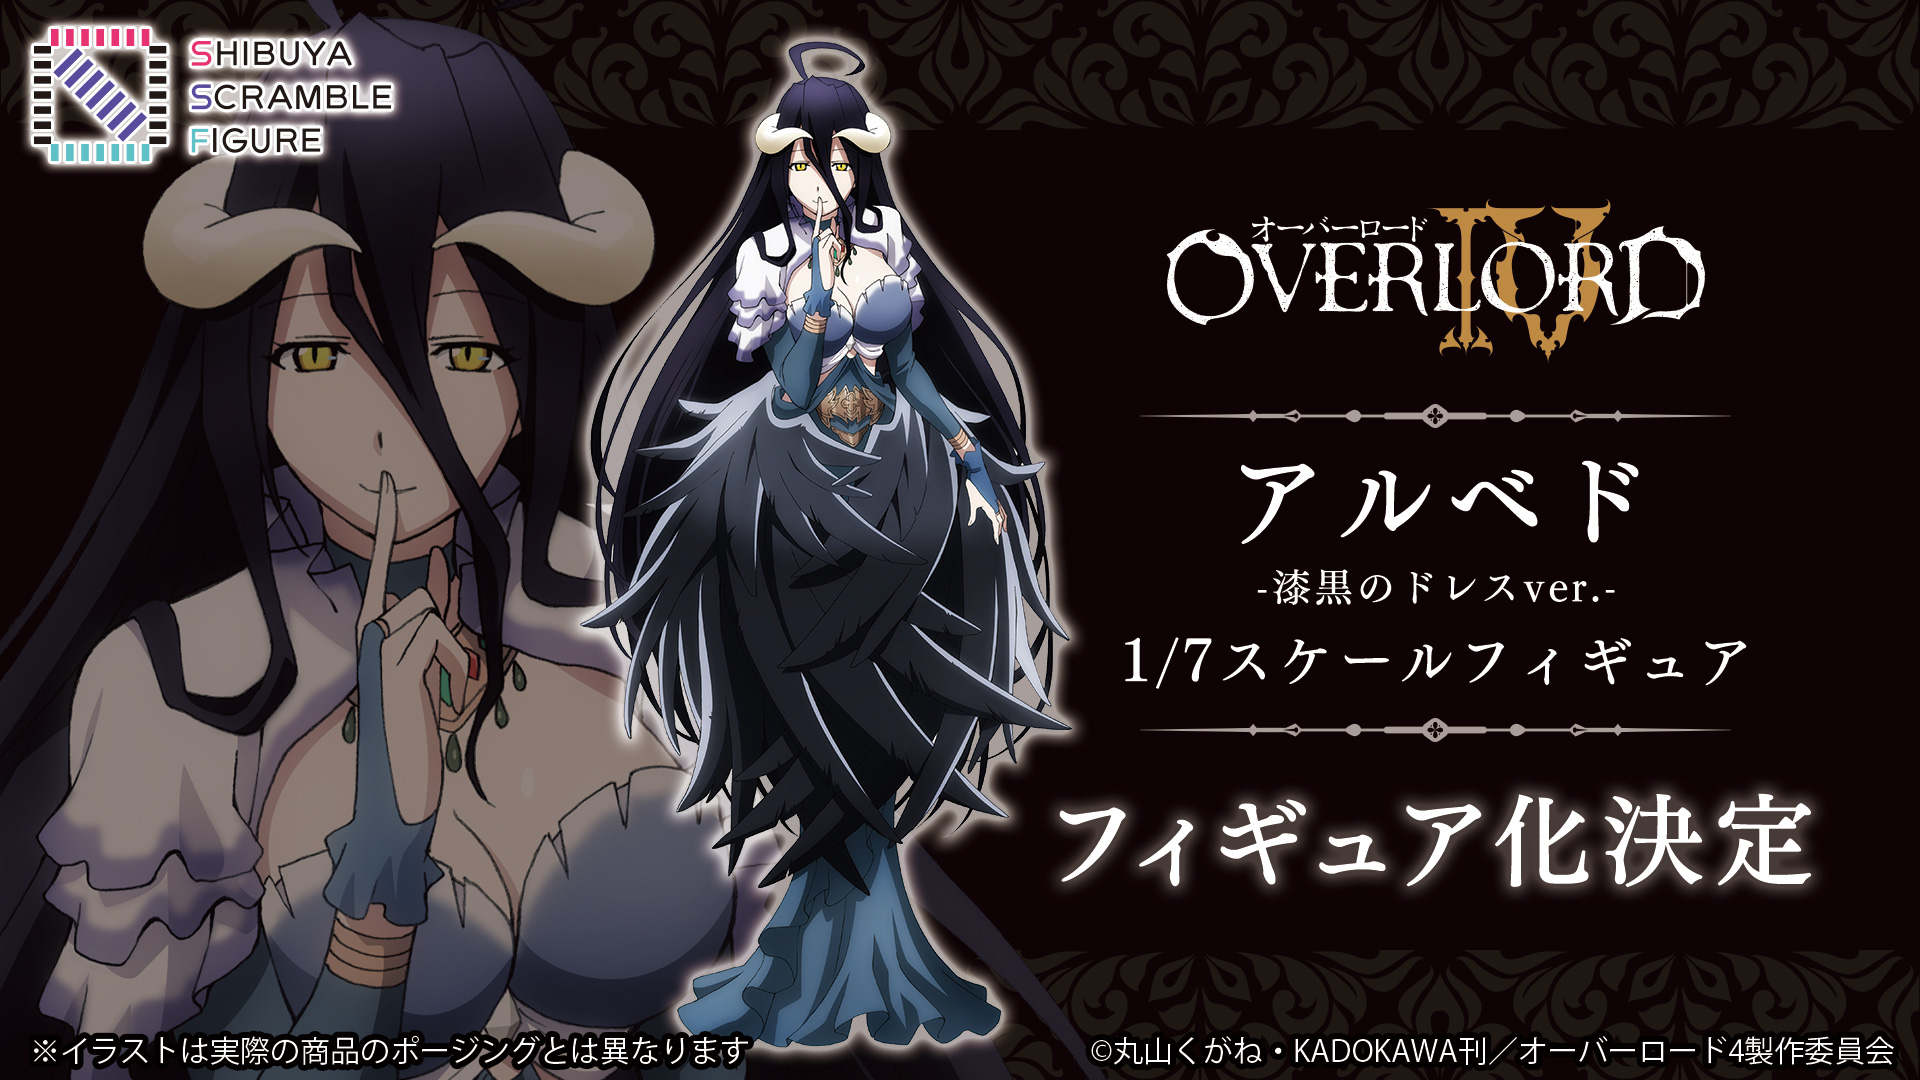 SHIBUYA
SCRAMBLE
FIGURE
オーバーロード
OVERLORD IV
アルベド
-漆黒のドレスver.-
1/7スケールフィギュア
フィギュア化決定
※イラストは実際の商品のポージングとは異なります
©丸山くがね・KADOKAWA刊／オーバーロード4製作委員会